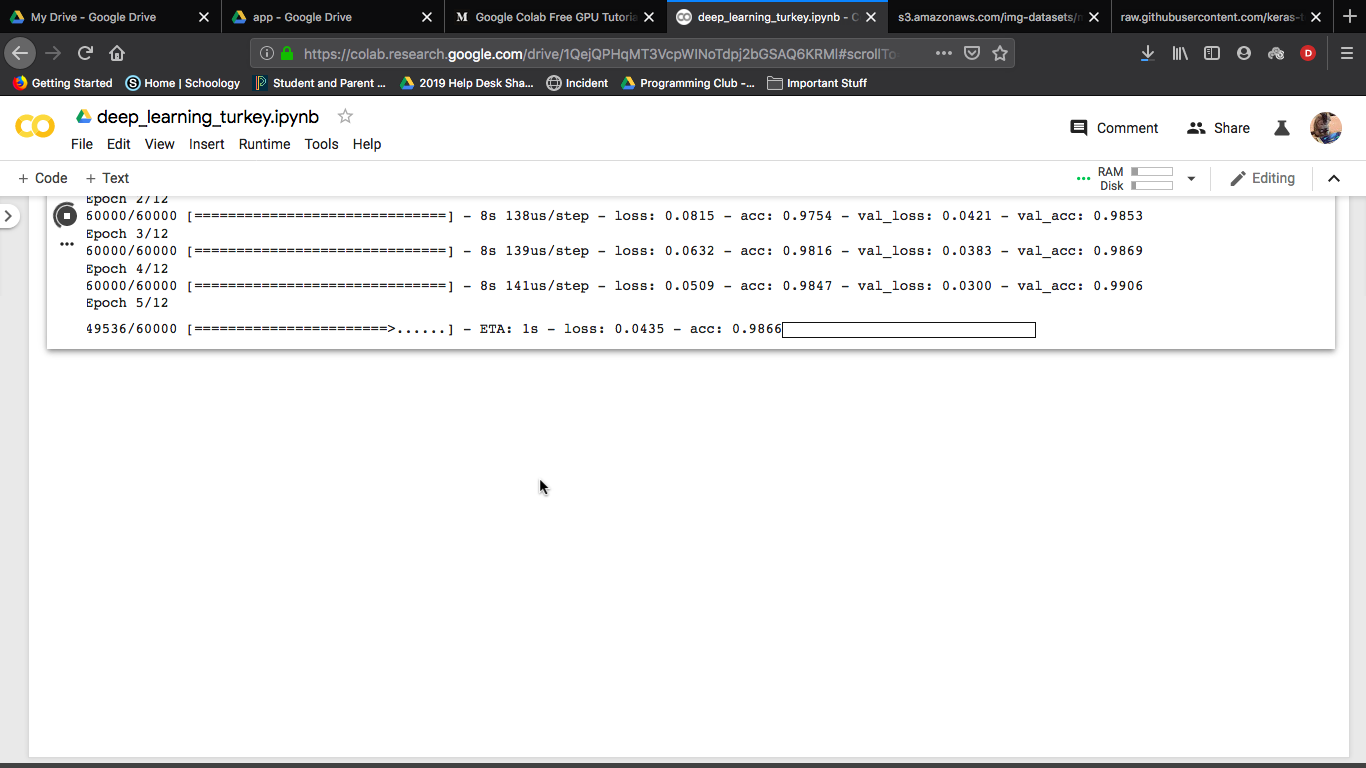 My Drive - Google Drive
app - Google Drive
M Google Colab Free GPU Tutoria
deep_learning_turkey.ipynb - C
s3.amazonaws.com/img-datasets/
raw.githubusercontent.com/keras-
https://colab.research.google.com/drive/1QejQPHqMT3VcpWINoTdpj2bGSAQ6KRMl#scrollTo
D
Getting Started
S Home | Schoology
Student and Parent ...
2019 Help Desk Sha...
Incident
Programming Club -...
Important Stuff
deep_learning_turkey.ipynb
Comment
Share
File Edit View Insert Runtime Tools Help
+ Code + Text
RAM
Disk
Editing
Epoch 2/12
60000/60000 [==============================] - 8s 138us/step - loss: 0.0815 - acc: 0.9754 - val_loss: 0.0421 - val_acc: 0.9853
Epoch 3/12
60000/60000 [==============================] - 8s 139us/step - loss: 0.0632 - acc: 0.9816 - val_loss: 0.0383 - val_acc: 0.9869
Epoch 4/12
60000/60000 [==============================] - 8s 141us/step - loss: 0.0509 - acc: 0.9847 - val_loss: 0.0300 - val_acc: 0.9906
Epoch 5/12
49536/60000 [=======================>......] - ETA: 1s - loss: 0.0435 - acc: 0.9866